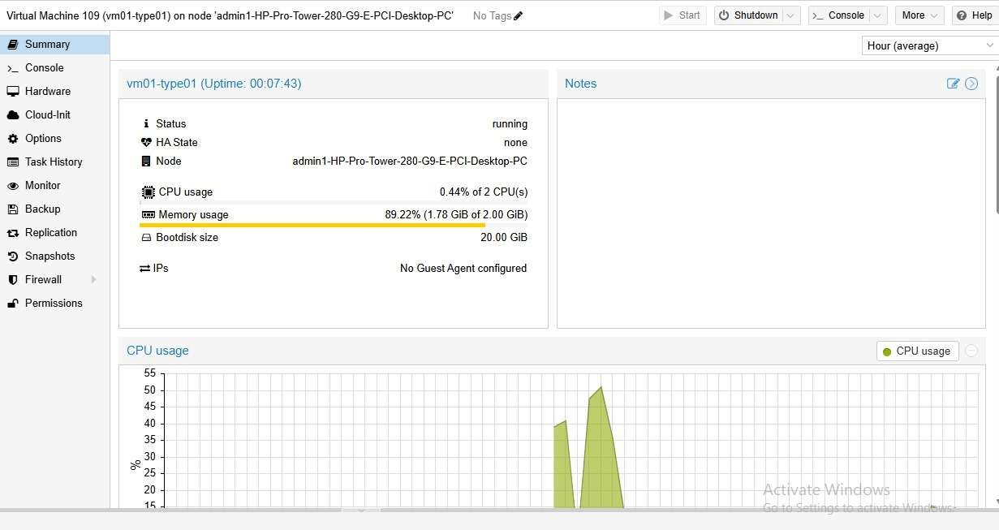 Virtual Machine 109 (vm01-type01) on node 'admin1-HP-Pro-Tower-280-G9-E-PCI-Desktop-PC' No Tags Start Shutdown Console More Help
Summary
Hour (average)
Console
Hardware
Cloud-Init
Options
Task History
Monitor
Backup
Replication
Snapshots
Firewall
Permissions
vm01-type01 (Uptime: 00:07:43)
Status running
HA State none
Node admin1-HP-Pro-Tower-280-G9-E-PCI-Desktop-PC
CPU usage 0.44% of 2 CPU(s)
Memory usage 89.22% (1.78 GiB of 2.00 GiB)
Bootdisk size 20.00 GiB
IPs No Guest Agent configured
Notes
CPU usage
CPU usage
55
50
45
40
35
30
25
20
15
%
Activate Windows
Go to Settings to activate Windows.